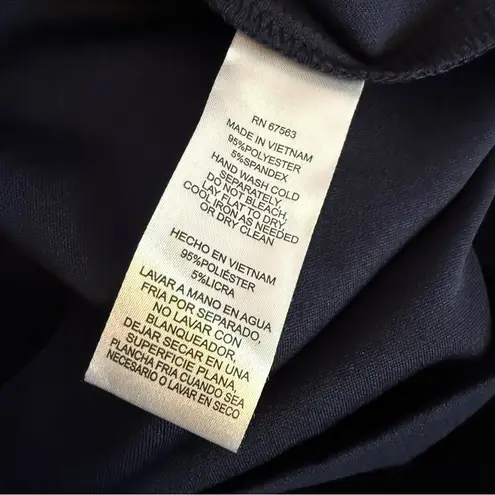 RN 67563
MADE IN VIETNAM
95%POLYESTER
5%SPANDEX
HAND WASH COLD
SEPARATELY,
DO NOT BLEACH,
LAY FLAT TO DRY,
COOL IRON AS NEEDED
OR DRY CLEAN
HECHO EN VIETNAM
95%POLIÉSTER
5%LICRA
LAVAR A MANO EN AGUA
FRIA POR SEPARADO,
NO LAVAR CON
BLANQUEADOR,
DEJAR SECAR EN UNA
SUPERFICIE PLANA,
PLANCHA FRIA CUANDO SEA
NECESARIO O LAVAR EN SECO